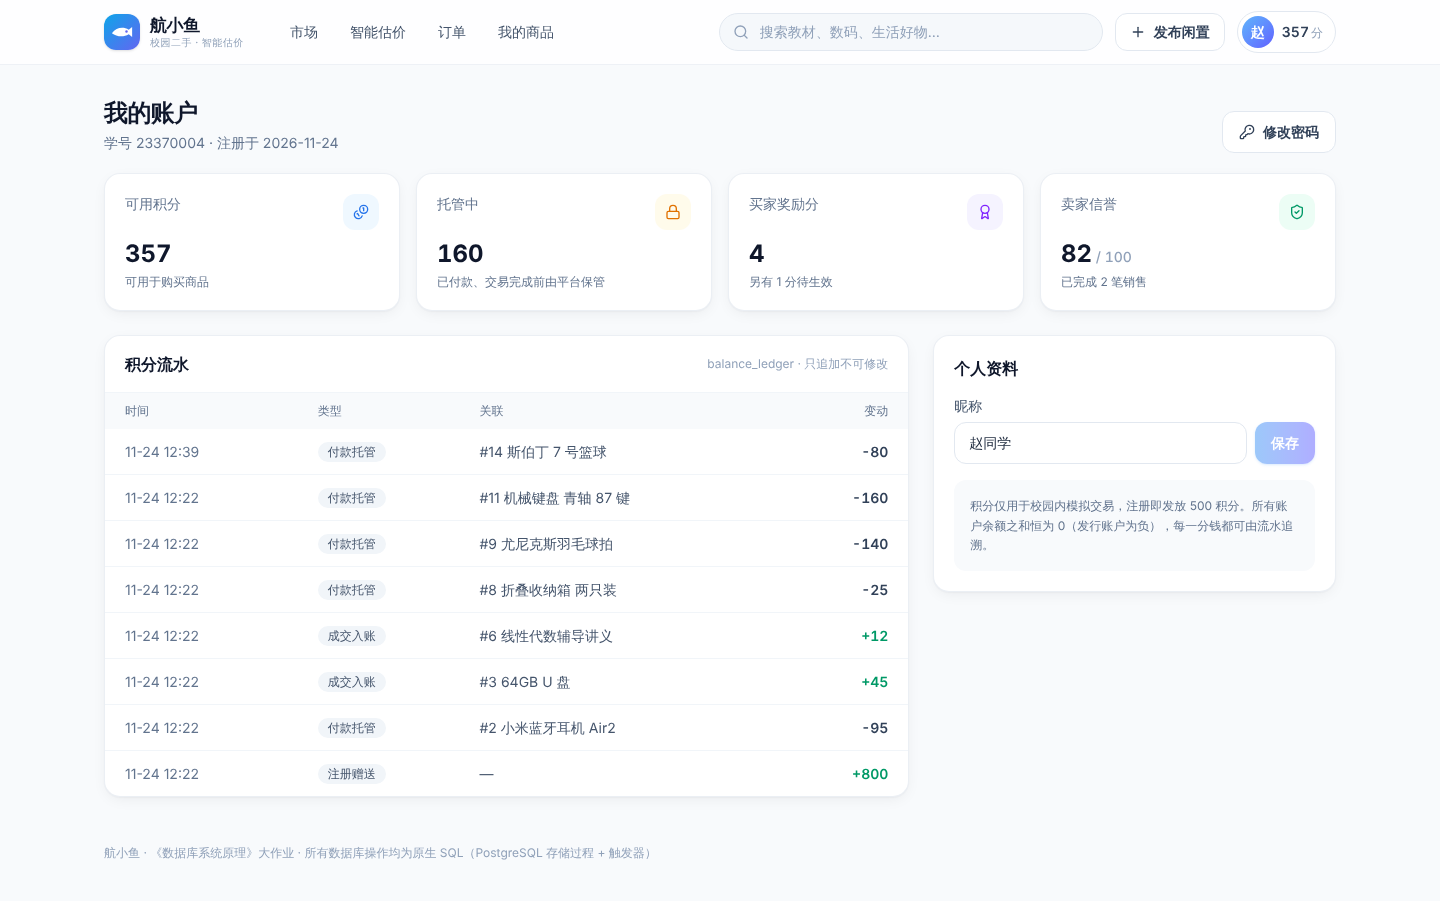 航小鱼
校园二手 · 智能估价
市场 智能估价 订单 我的商品
搜索教材、数码、生活好物...
发布闲置
赵 357 分
我的账户
学号 23370004 · 注册于 2026-11-24
修改密码
可用积分
357
可用于购买商品
托管中
160
已付款、交易完成前由平台保管
买家奖励分
4
另有 1 分待生效
卖家信誉
82 / 100
已完成 2 笔销售
积分流水 balance_ledger · 只追加不可修改
时间 类型 关联 变动
11-24 12:39 付款托管 #14 斯伯丁 7 号篮球 -80
11-24 12:22 付款托管 #11 机械键盘 青轴 87 键 -160
11-24 12:22 付款托管 #9 尤尼克斯羽毛球拍 -140
11-24 12:22 付款托管 #8 折叠收纳箱 两只装 -25
11-24 12:22 成交入账 #6 线性代数辅导讲义 +12
11-24 12:22 成交入账 #3 64GB U 盘 +45
11-24 12:22 付款托管 #2 小米蓝牙耳机 Air2 -95
11-24 12:22 注册赠送 — +800
个人资料
昵称
赵同学 保存
积分仅用于校园内模拟交易，注册即发放 500 积分。所有账
户余额之和恒为 0（发行账户为负），每一分钱都可由流水追
溯。
航小鱼 · 《数据库系统原理》大作业 · 所有数据库操作均为原生 SQL（PostgreSQL 存储过程 + 触发器）